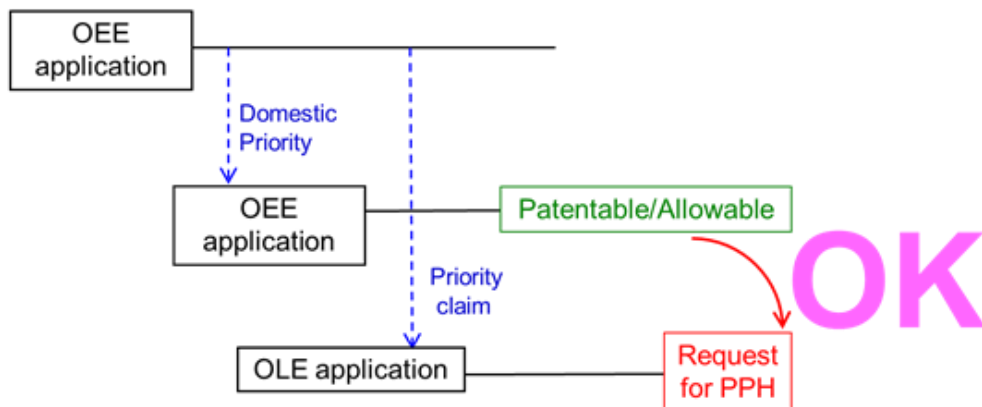 OEE
application
Domestic
Priority
OEE
application
Patentable/Allowable
OK
Priority
claim
OLE application
Request
for PPH